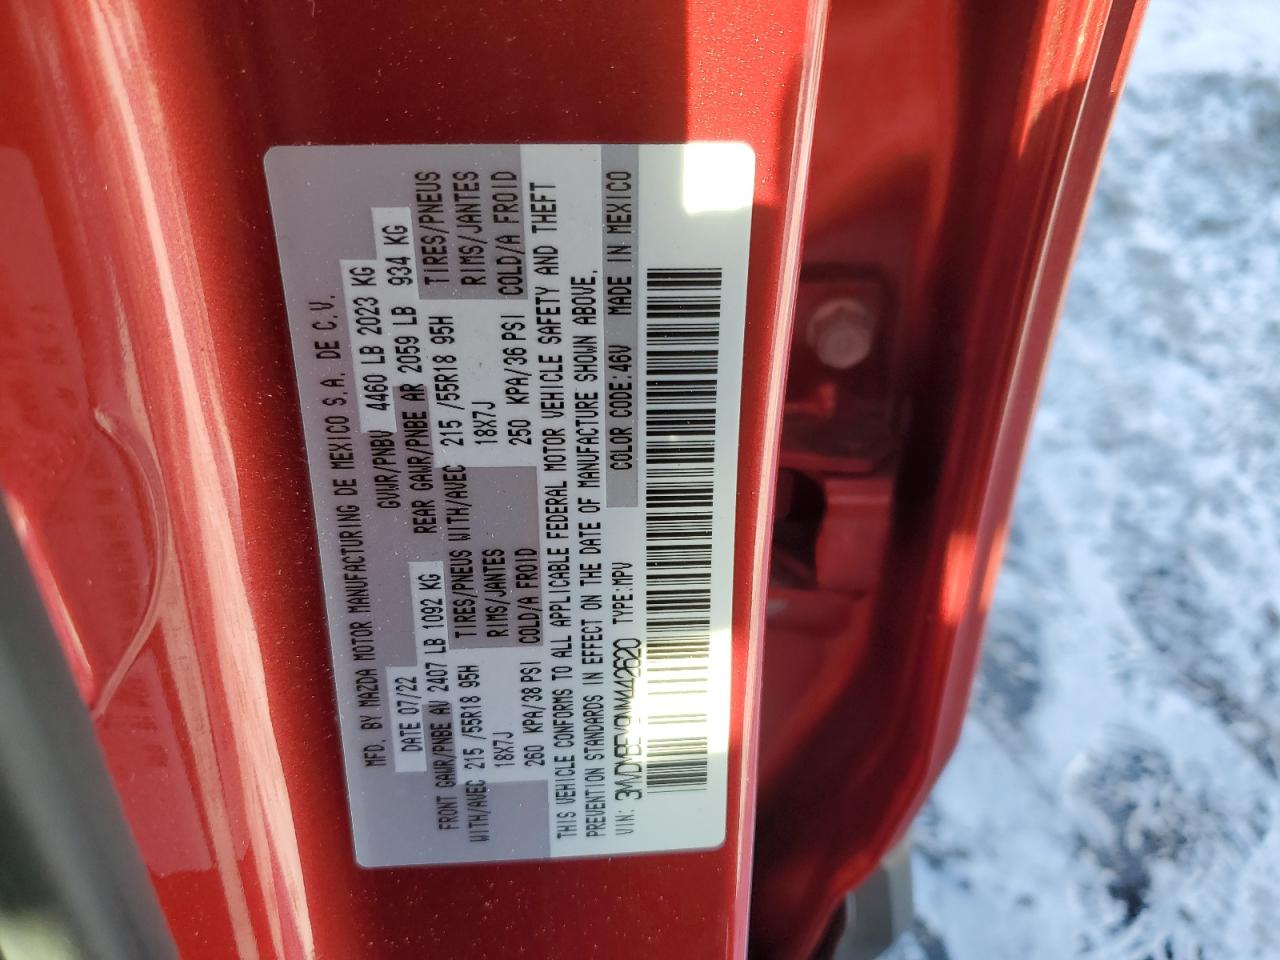 MFD. BY MAZDA MOTOR MANUFACTURING DE MEXICO S.A. DE C.V.
DATE 07/22 GVWR/PNBV 4460 LB 2023 KG
FRONT GAWR/PNBE AV 2407 LB 1092 KG REAR GAWR/PNBE AR 2059 LB 934 KG
WITH/AVEC 215 /55R18 95H TIRES/PNEUS WITH/AVEC 215 /55R18 95H TIRES/PNEUS
18X7J RIMS/JANTES 18X7J RIMS/JANTES
260 KPA/38 PSI COLD/A FROID 250 KPA/36 PSI COLD/A FROID
THIS VEHICLE CONFORMS TO ALL APPLICABLE FEDERAL MOTOR VEHICLE SAFETY AND THEFT
PREVENTION STANDARDS IN EFFECT ON THE DATE OF MANUFACTURE SHOWN ABOVE.
VIN: 3MVDMBEY9NM442620 TYPE:MPV COLOR CODE:46V MADE IN MEXICO